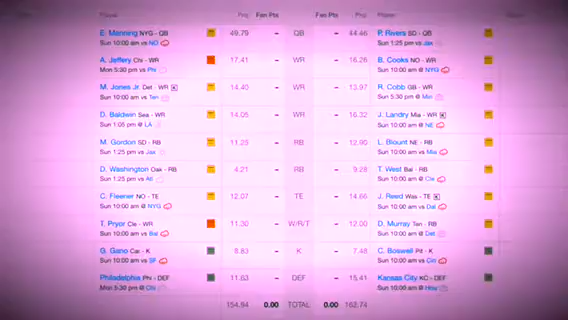 Player Proj Fan Pts Fan Pts Proj Player
E. Manning NYG - QB 49.79 – QB – 44.46 P. Rivers SD - QB
Sun 10:00 am vs NO Sun 1:25 pm vs Jax
A. Jeffery Chi - WR 17.41 – WR – 16.26 B. Cooks NO - WR
Mon 5:30 pm vs Phi Sun 10:00 am @ NYG
M. Jones Jr. Det - WR 14.40 – WR – 13.97 R. Cobb GB - WR
Sun 10:00 am vs Ten Sun 5:30 pm @ Min
D. Baldwin Sea - WR 14.05 – WR – 16.32 J. Landry Mia - WR
Sun 1:05 pm @ LA Sun 10:00 am @ NE
M. Gordon SD - RB 11.25 – RB – 12.90 L. Blount NE - RB
Sun 1:25 pm vs Jax Sun 10:00 am vs Mia
D. Washington Oak - RB 4.21 – RB – 9.28 T. West Bal - RB
Sun 1:25 pm vs Atl Sun 10:00 am @ Cle
C. Fleener NO - TE 12.07 – TE – 14.66 J. Reed Was - TE
Sun 10:00 am @ NYG Sun 10:00 am vs Dal
T. Pryor Cle - WR 11.30 – W/R/T – 12.00 D. Murray Ten - RB
Sun 10:00 am vs Bal Sun 10:00 am @ Det
G. Gano Car - K 8.83 – K – 7.48 C. Boswell Pit - K
Sun 10:00 am vs SF Sun 10:00 am vs Cin
Philadelphia Phi - DEF 11.63 – DEF – 15.41 Kansas City KC - DEF
Mon 5:30 pm @ Chi Sun 10:00 am @ Hou
154.94 0.00 TOTAL 0.00 162.74